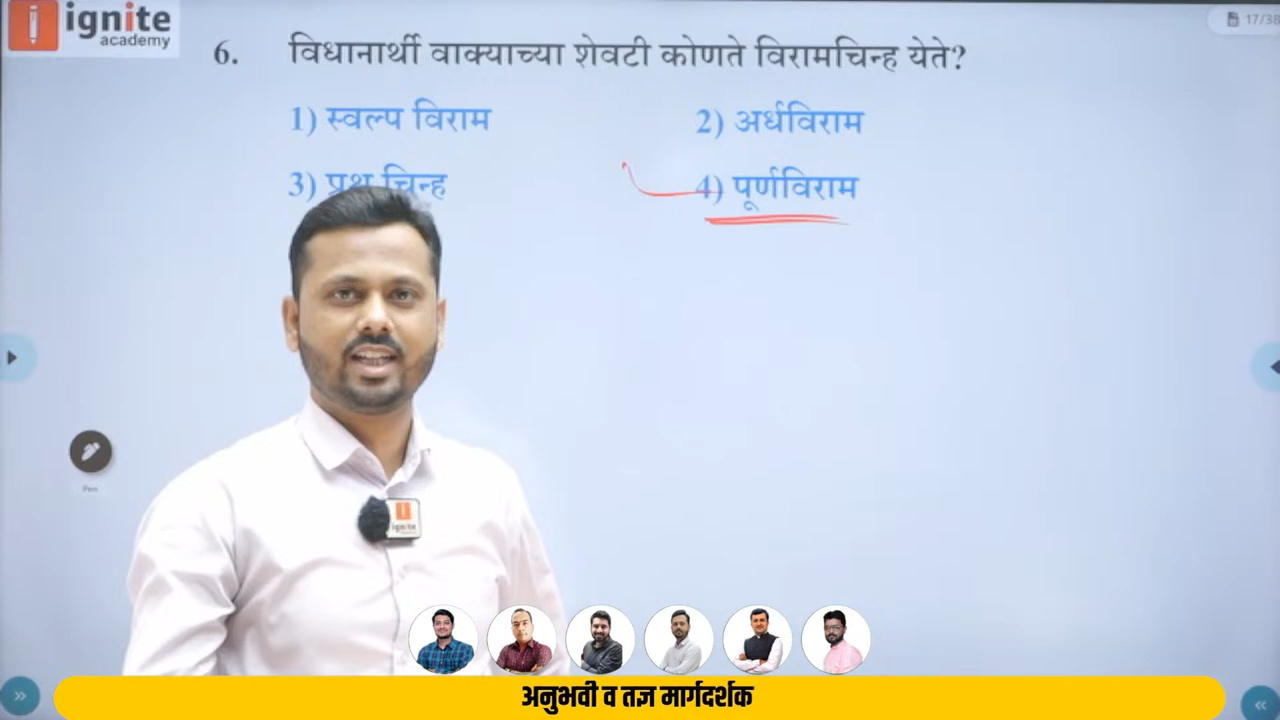 ignite
academy
17/38
6. विधानार्थी वाक्याच्या शेवटी कोणते विरामचिन्ह येते?
1) स्वल्प विराम 2) अर्धविराम
3) प्रश्न चिन्ह 4) पूर्णविराम
Pen
ignite
अनुभवी व तज्ञ मार्गदर्शक